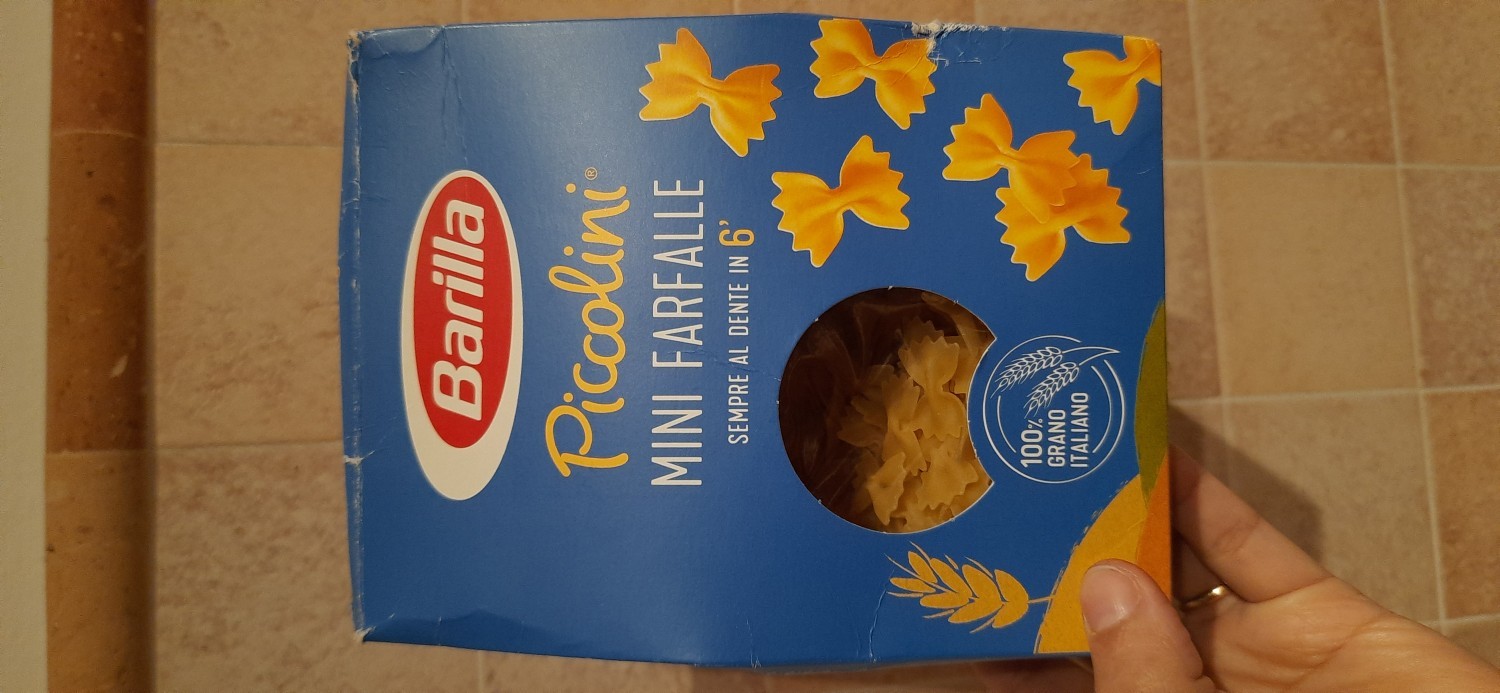 Barilla
Piccolini®
MINI FARFALLE
SEMPRE AL DENTE IN 6’
100%
GRANO
ITALIANO